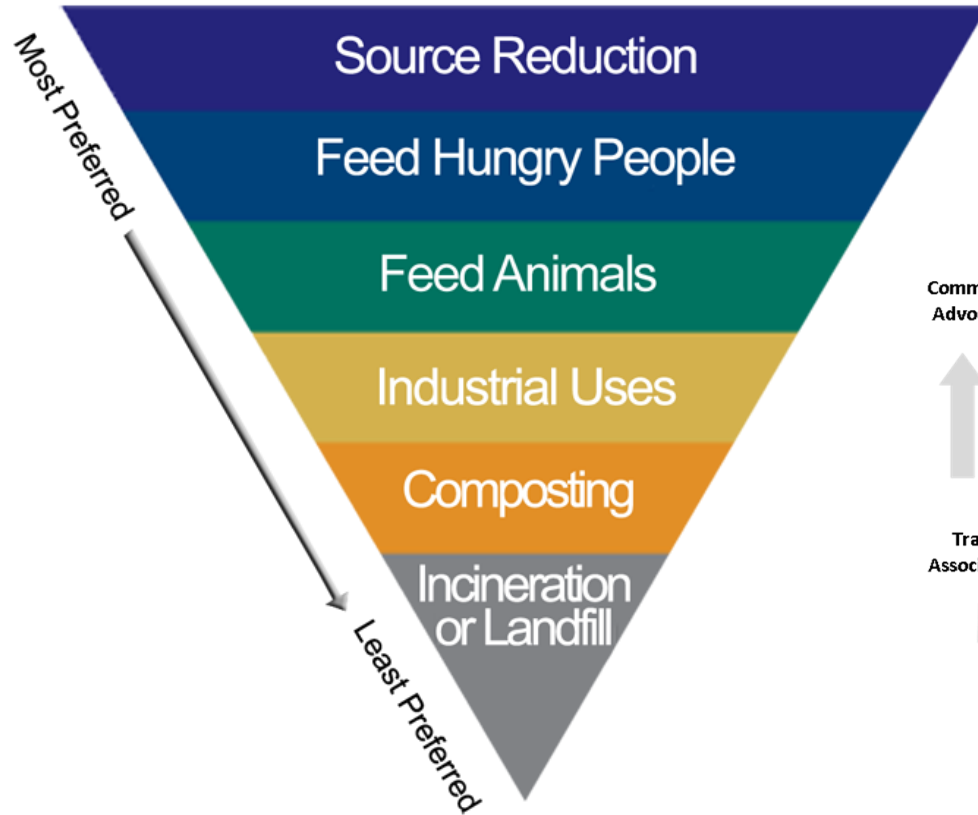 Most Preferred
Source Reduction
Feed Hungry People
Feed Animals
Industrial Uses
Composting
Incineration
or Landfill
Least Preferred